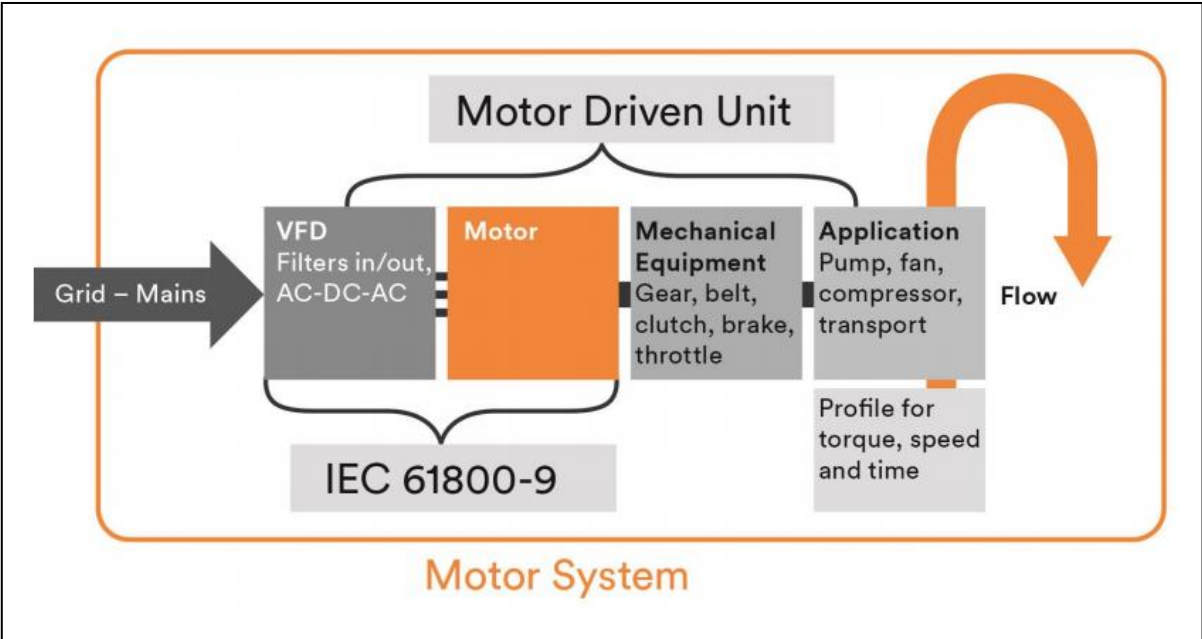 Motor Driven Unit
Grid – Mains
VFD
Filters in/out,
AC-DC-AC
Motor
Mechanical
Equipment
Gear, belt,
clutch, brake,
throttle
Application
Pump, fan,
compressor,
transport
Flow
Profile for
torque, speed
and time
IEC 61800-9
Motor System